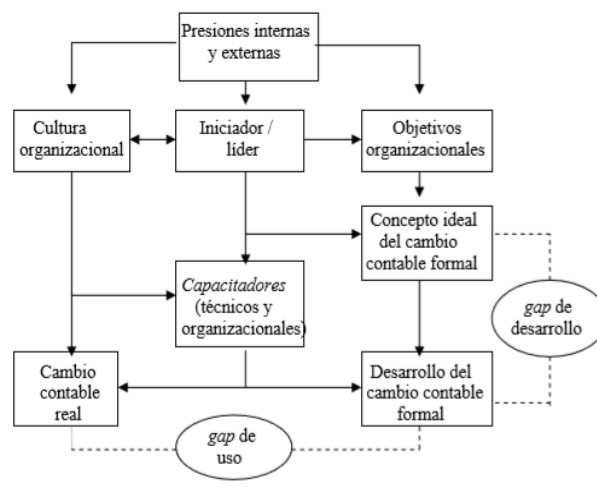 Presiones internas
y externas
Cultura
organizacional
Iniciador /
líder
Objetivos
organizacionales
Concepto ideal
del cambio
contable formal
Capacitadores
(técnicos y
organizacionales)
gap de
desarrollo
Cambio
contable
real
Desarrollo del
cambio contable
formal
gap de
uso